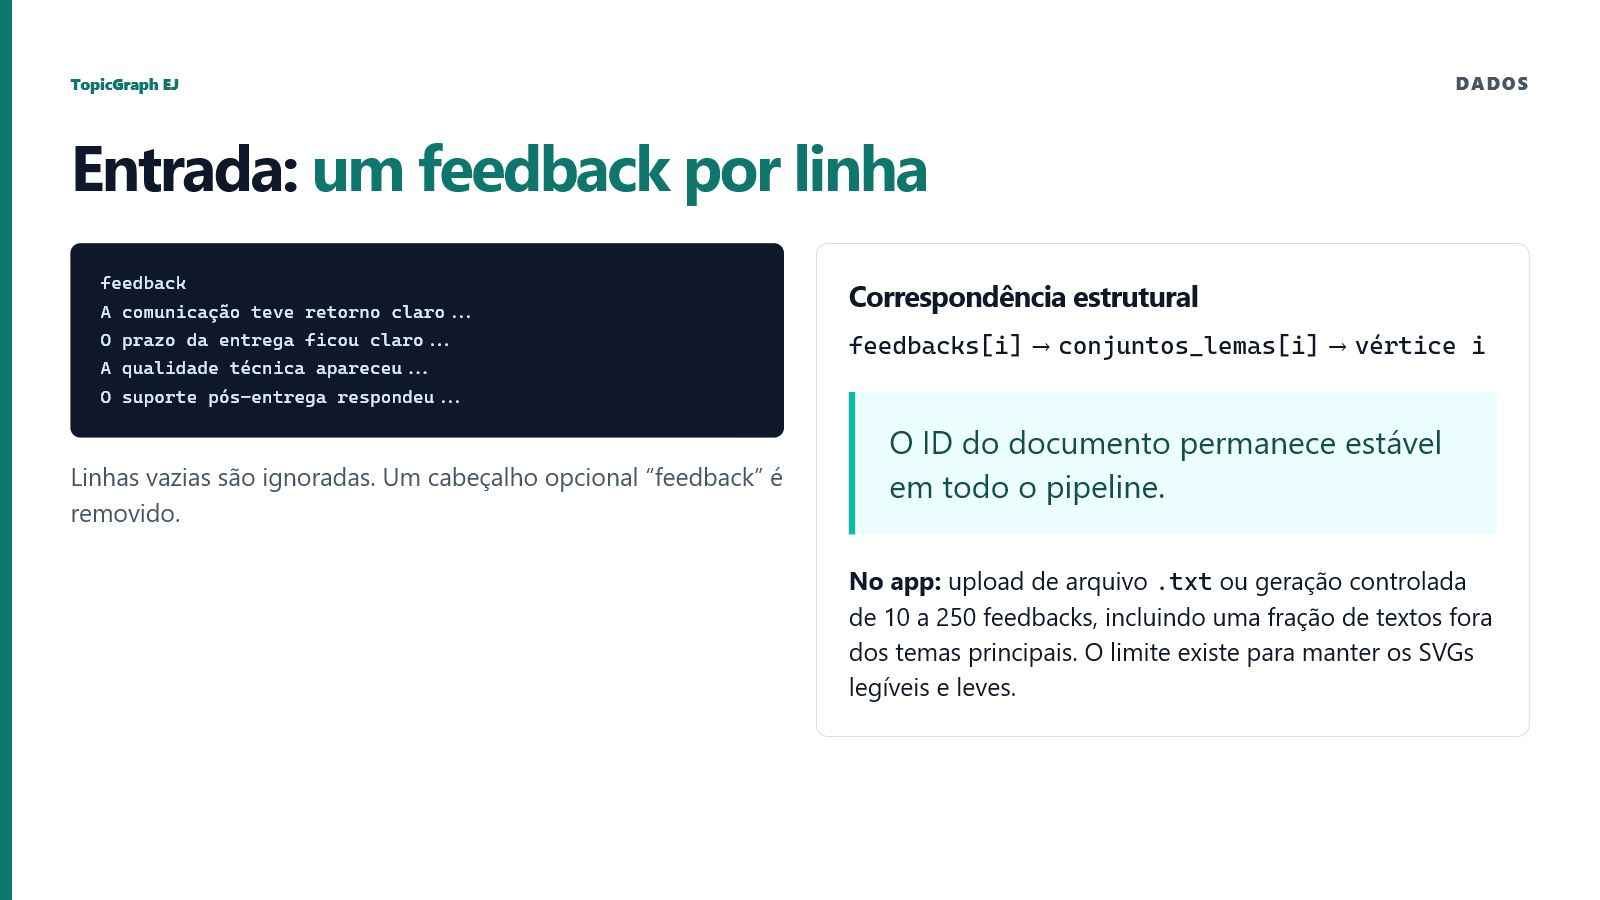 TopicGraph EJ
DADOS
Entrada: um feedback por linha
feedback
A comunicação teve retorno claro...
O prazo da entrega ficou claro...
A qualidade técnica apareceu...
O suporte pós-entrega respondeu...
Linhas vazias são ignoradas. Um cabeçalho opcional “feedback” é
removido.
Correspondência estrutural
feedbacks[i] → conjuntos_lemas[i] → vértice i
O ID do documento permanece estável
em todo o pipeline.
No app: upload de arquivo .txt ou geração controlada
de 10 a 250 feedbacks, incluindo uma fração de textos fora
dos temas principais. O limite existe para manter os SVGs
legíveis e leves.